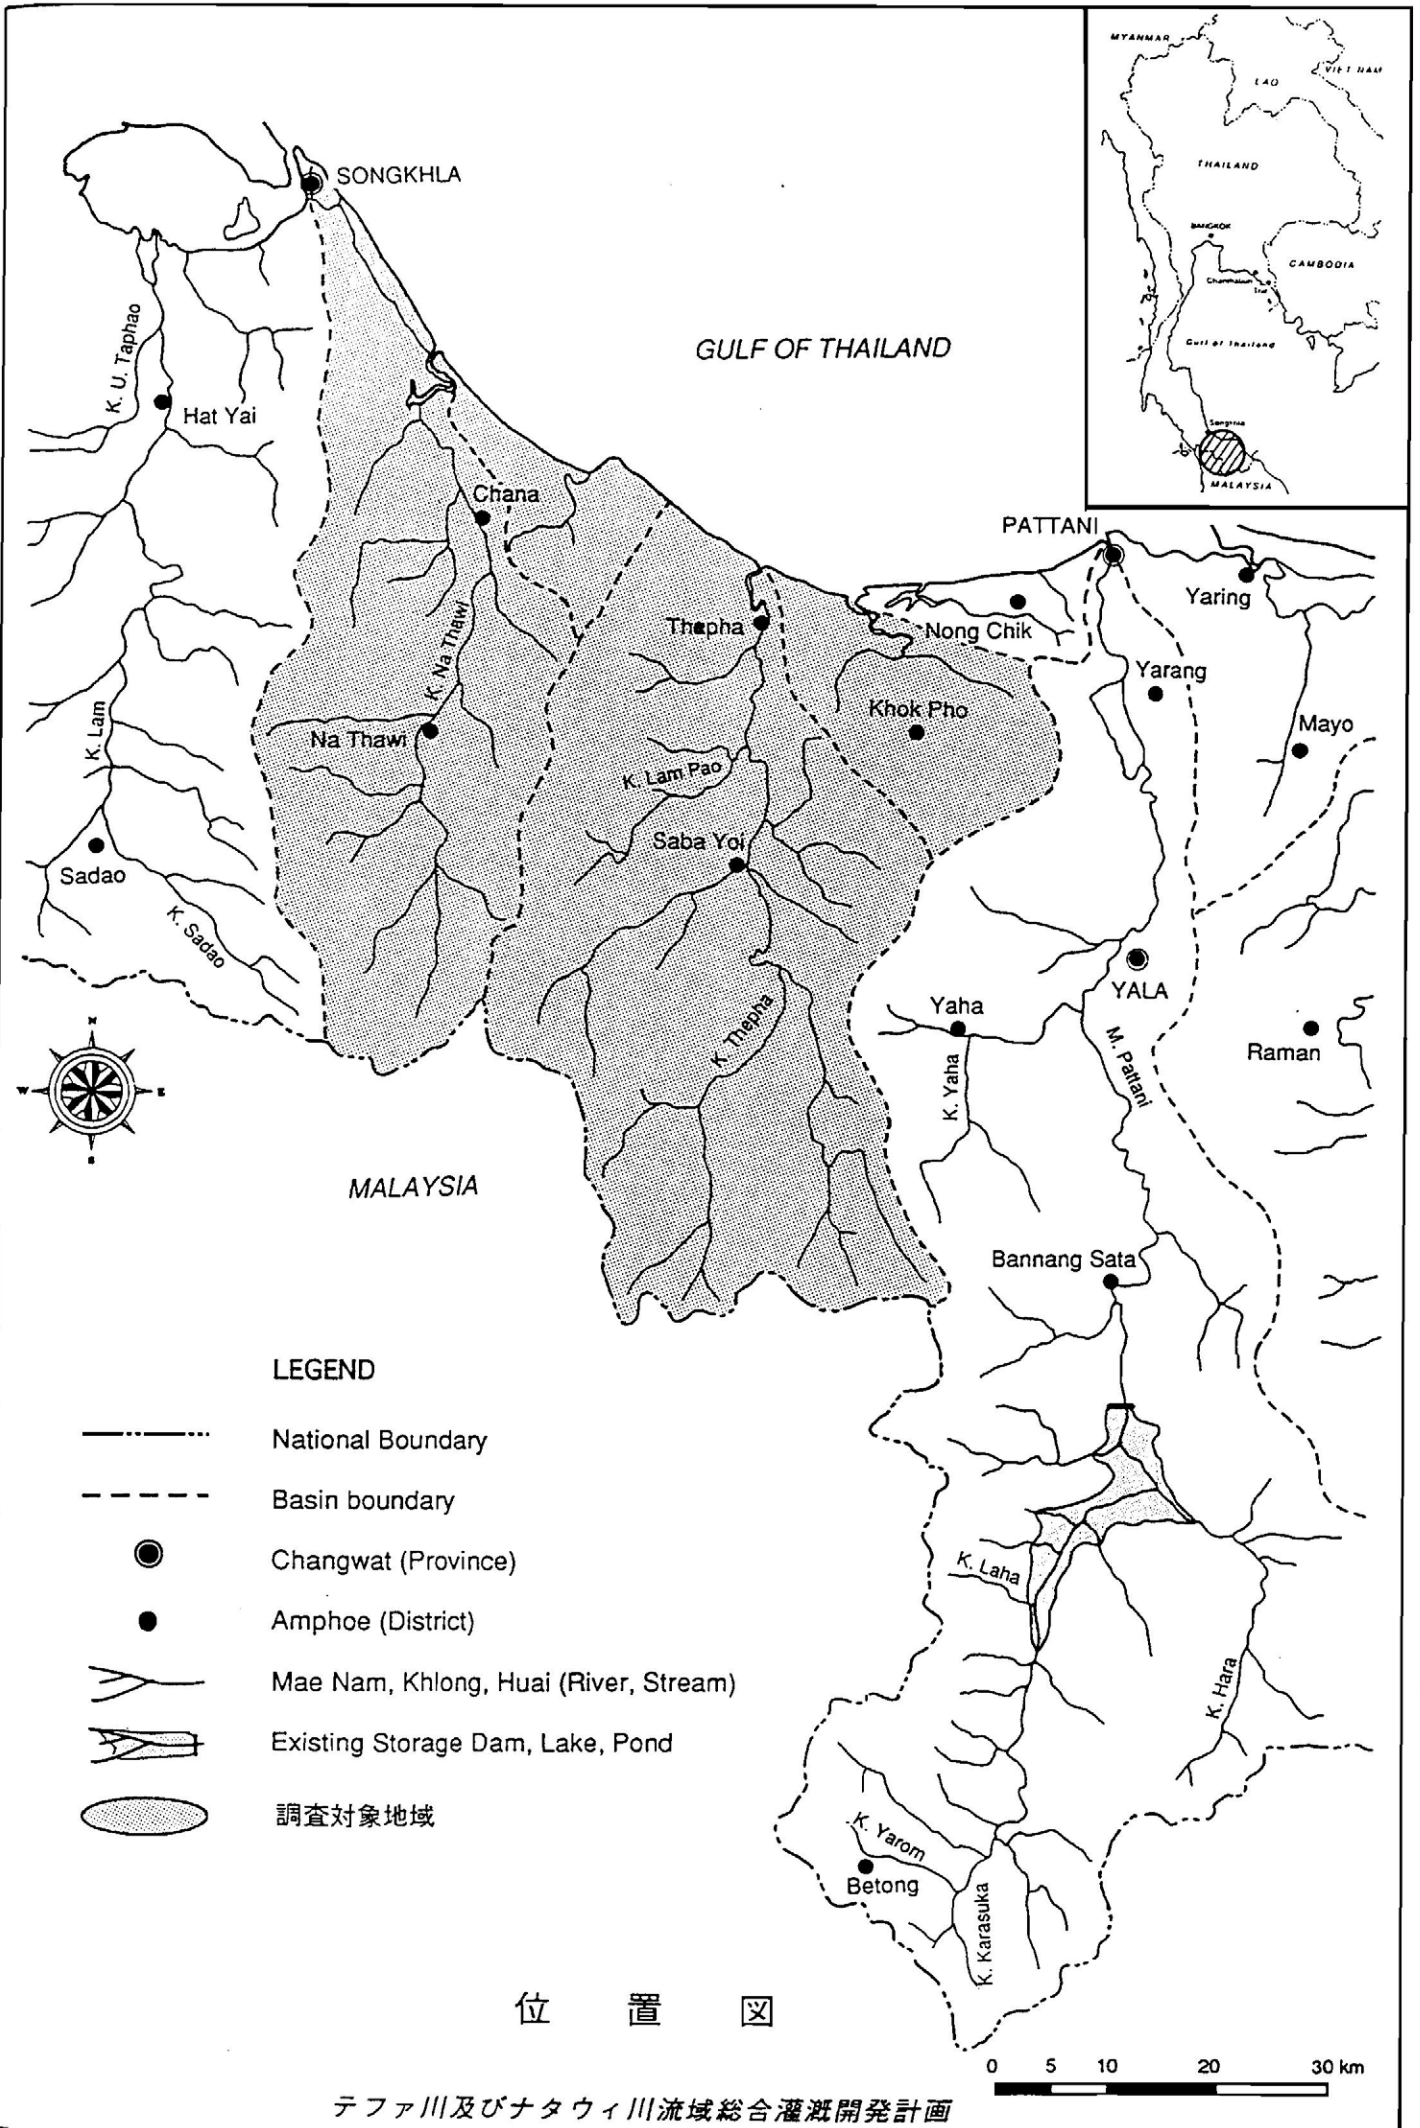 MYANMAR
LAO
VIET NAM
THAILAND
BANGKOK
CAMBODIA
Chanthaburi
Trat
Gulf of Thailand
Songkhla
MALAYSIA
SONGKHLA
GULF OF THAILAND
K. U. Taphao
Hat Yai
Chana
PATTANI
Yaring
Nong Chik
Thepha
K. Na Thawi
Yarang
Khok Pho
Mayo
K. Lam
Na Thawi
K. Lam Pao
Saba Yoi
Sadao
K. Sadao
YALA
Yaha
K. Thepha
M. Pattani
Raman
K. Yaha
N
W
E
S
MALAYSIA
Bannang Sata
K. Laha
K. Hara
K. Yarom
Betong
K. Karasuka
LEGEND
National Boundary
Basin boundary
Changwat (Province)
Amphoe (District)
Mae Nam, Khlong, Huai (River, Stream)
Existing Storage Dam, Lake, Pond
調査対象地域
位 置 図
0 5 10 20 30 km
テファ川及びナタウィ川流域総合灌漑開発計画